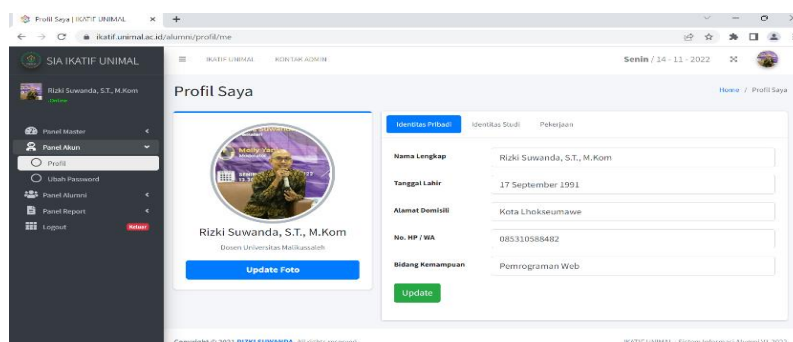 Profil Saya | IKATIF UNIMAL
ikatif.unimal.ac.id/alumni/profil/me
SIA IKATIF UNIMAL
IKATIF UNIMAL
KONTAK ADMIN
Senin / 14 - 11 - 2022
Rizki Suwanda, S.T., M.Kom
Online
Profil Saya
Home / Profil Saya
Panel Master
Panel Akun
Profil
Ubah Password
Panel Alumni
Panel Report
Logout
Keluar
Rizki Suwanda, S.T., M.Kom
Dosen Universitas Malikussaleh
Update Foto
Identitas Pribadi
Identitas Studi
Pekerjaan
Nama Lengkap
Rizki Suwanda, S.T., M.Kom
Tanggal Lahir
17 September 1991
Alamat Domisili
Kota Lhokseumawe
No. HP / WA
085310588482
Bidang Kemampuan
Pemrograman Web
Update
Copyright © 2021 RIZKI SUWANDA. All rights reserved.